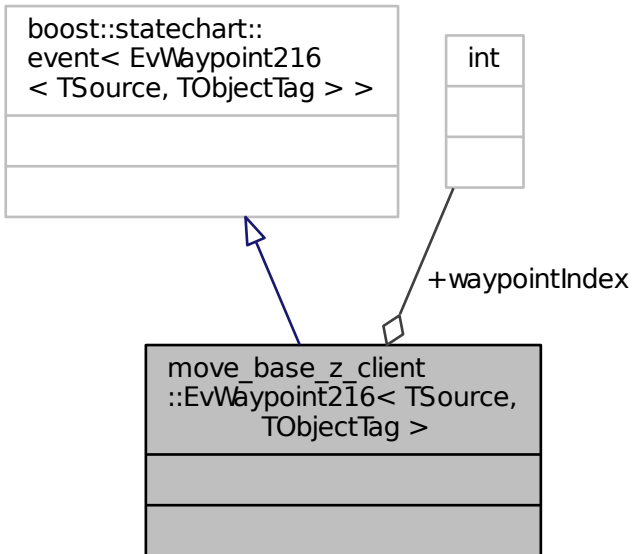 boost::statechart::
event< EvWaypoint216
< TSource, TObjectTag > >
int
+waypointIndex
move_base_z_client
::EvWaypoint216< TSource,
TObjectTag >